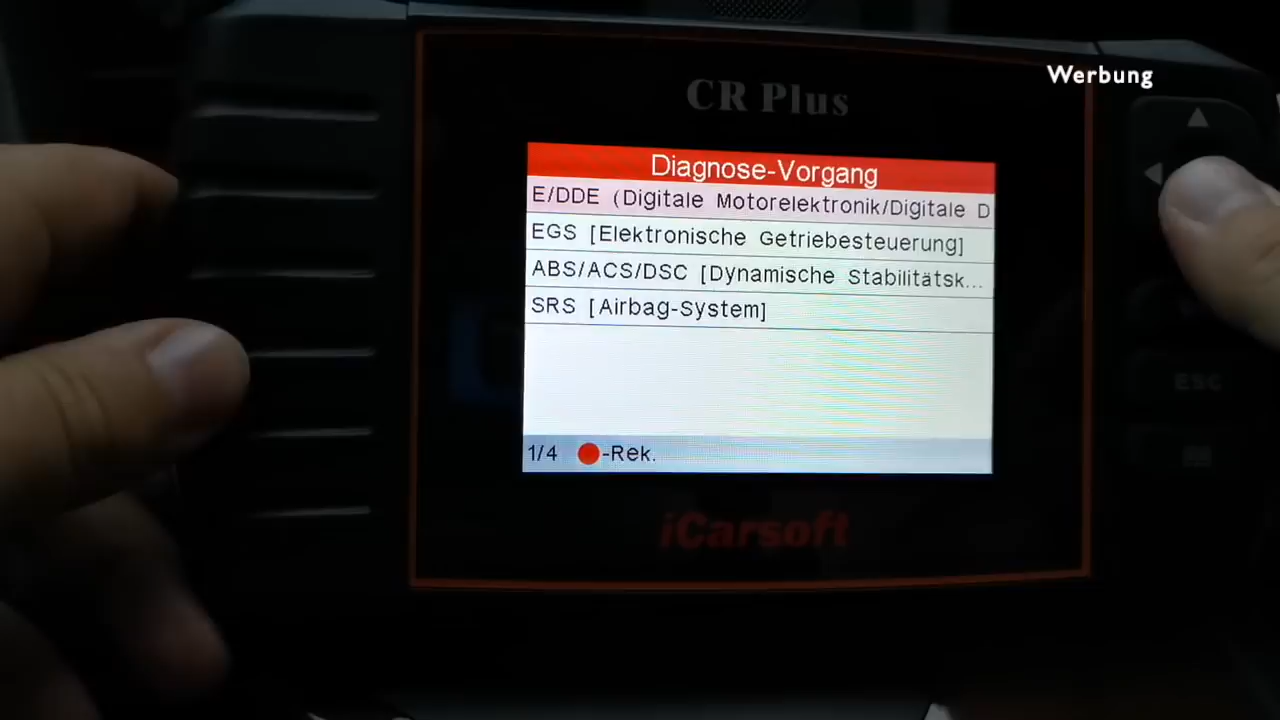 Werbung
CR Plus
Diagnose-Vorgang
E/DDE (Digitale Motorelektronik/Digitale D
EGS [Elektronische Getriebesteuerung]
ABS/ACS/DSC [Dynamische Stabilitätsk...
SRS [Airbag-System]
ESC
1/4 -Rek.
iCarsoft